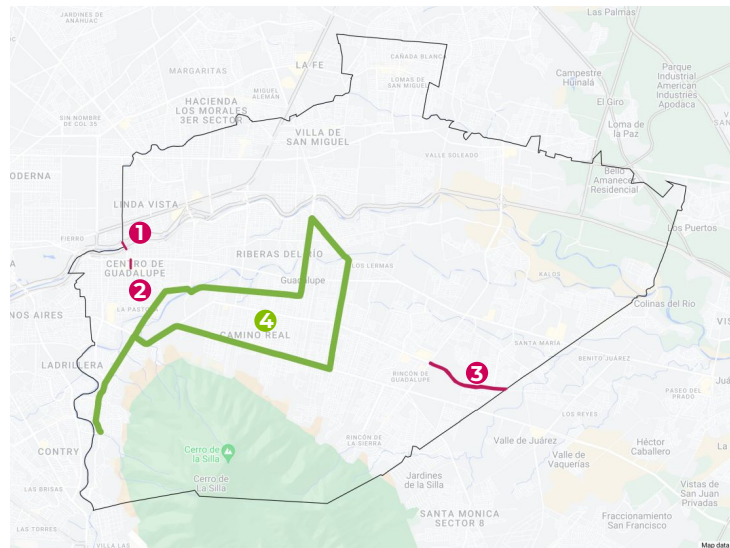 JARDINES DE
ANÁHUAC
Las Palmas
LA FE
CAÑADA BLANCA
MARGARITAS
MIGUEL
ALEMÁN
LOMAS DE
SAN MIGUEL
Campestre
Huinalá
Parque
Industrial
American
Industries
Apodaca
HACIENDA
LOS MORALES
3ER SECTOR
El Giro
SIN NOMBRE
DE COL 35
VILLA DE
SAN MIGUEL
Loma de
la Paz
VALLE SOLEADO
ODERNA
Bello
Amanecer
Residencial
LINDA VISTA
Los Puertos
1
FIERRO
RIBERAS DEL RÍO
CENTRO DE
GUADALUPE
LOS LERMAS
Guadalupe
KALOS
2
Colinas del Río
NOS AIRES
LA PASTO
4
VIS
CAMINO REAL
SANTA MARÍA
LADRILLERA
BENITO JUÁREZ
3
RINCÓN DE
GUADALUPE
Juá
PASEO DEL
PRADO
LOS REYES
CONTRY
RINCÓN DE
LA SIERRA
Valle de Juárez
Héctor
Caballero
Cerro de
la Silla
Valle de
Vaquerías
Cerro de
La Silla
Jardines
de la Silla
LAS BRISAS
Vistas de
San Juan
Privadas
SANTA MONICA
SECTOR 8
Fraccionamiento
San Francisco
LAS TORRES
VILLA LAS
Map data